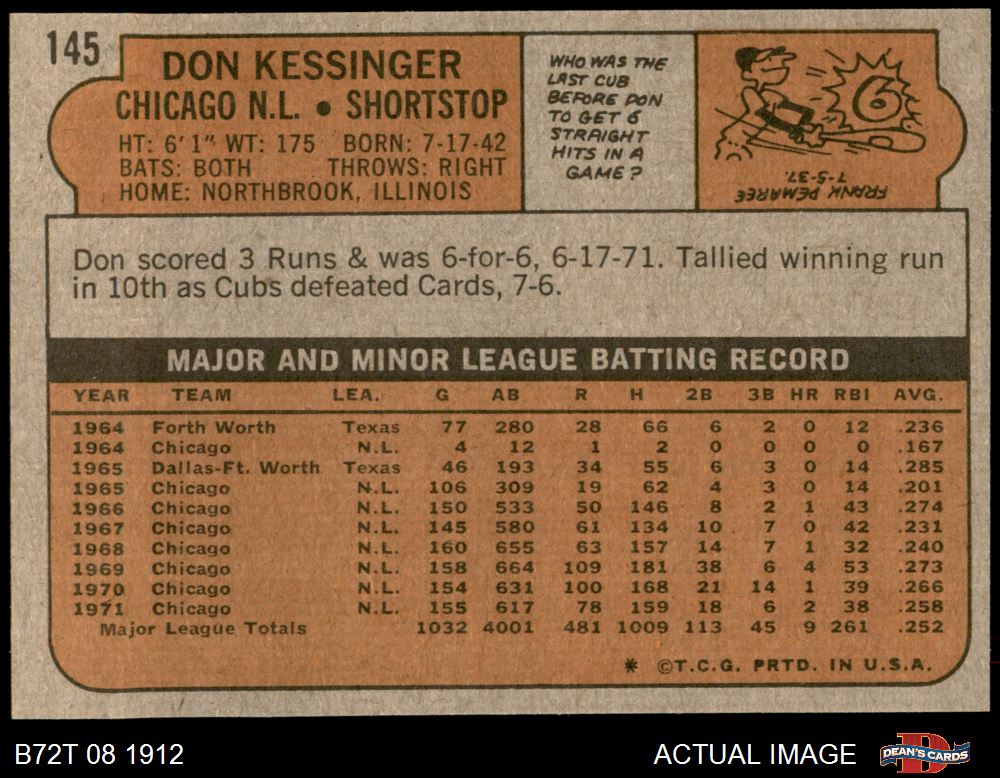 145
DON KESSINGER
CHICAGO N.L. • SHORTSTOP
HT: 6'1" WT: 175 BORN: 7-17-42
BATS: BOTH THROWS: RIGHT
HOME: NORTHBROOK, ILLINOIS
WHO WAS THE
LAST CUB
BEFORE DON
TO GET 6
STRAIGHT
HITS IN A
GAME?
6
FRANK DEMAREE
7-5-37.
Don scored 3 Runs & was 6-for-6, 6-17-71. Tallied winning run
in 10th as Cubs defeated Cards, 7-6.
MAJOR AND MINOR LEAGUE BATTING RECORD
YEAR TEAM LEA. G AB R H 2B 3B HR RBI AVG.
1964 Forth Worth Texas 77 280 28 66 6 2 0 12 .236
1964 Chicago N.L. 4 12 1 2 0 0 0 0 .167
1965 Dallas-Ft. Worth Texas 46 193 34 55 6 3 0 14 .285
1965 Chicago N.L. 106 309 19 62 4 3 0 14 .201
1966 Chicago N.L. 150 533 50 146 8 2 1 43 .274
1967 Chicago N.L. 145 580 61 134 10 7 0 42 .231
1968 Chicago N.L. 160 655 63 157 14 7 1 32 .240
1969 Chicago N.L. 158 664 109 181 38 6 4 53 .273
1970 Chicago N.L. 154 631 100 168 21 14 1 39 .266
1971 Chicago N.L. 155 617 78 159 18 6 2 38 .258
Major League Totals 1032 4001 481 1009 113 45 9 261 .252
* ©T.C.G. PRTD. IN U.S.A.
B72T 08 1912
ACTUAL IMAGE
D
DEAN'S CARDS